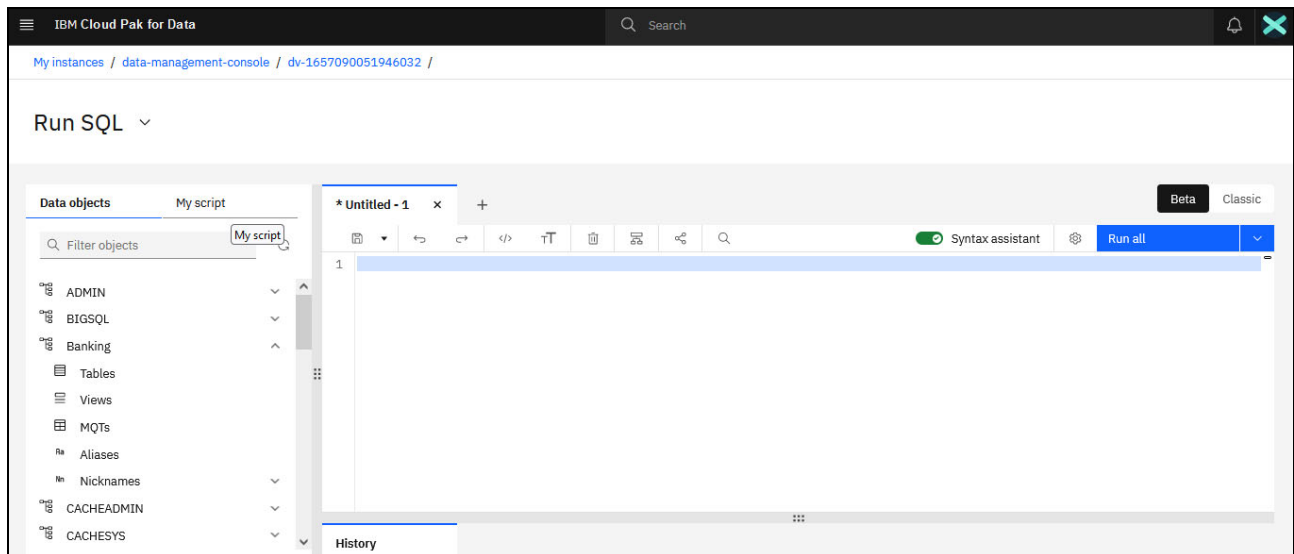 IBM Cloud Pak for Data
Search
My instances / data-management-console / dv-1657090051946032 /
Run SQL
Data objects
My script
Filter objects
My script
ADMIN
BIGSQL
Banking
Tables
Views
MQTs
Aliases
Nicknames
CACHEADMIN
CACHESYS
* Untitled - 1 × +
Beta
Classic
Syntax assistant
Run all
1
History